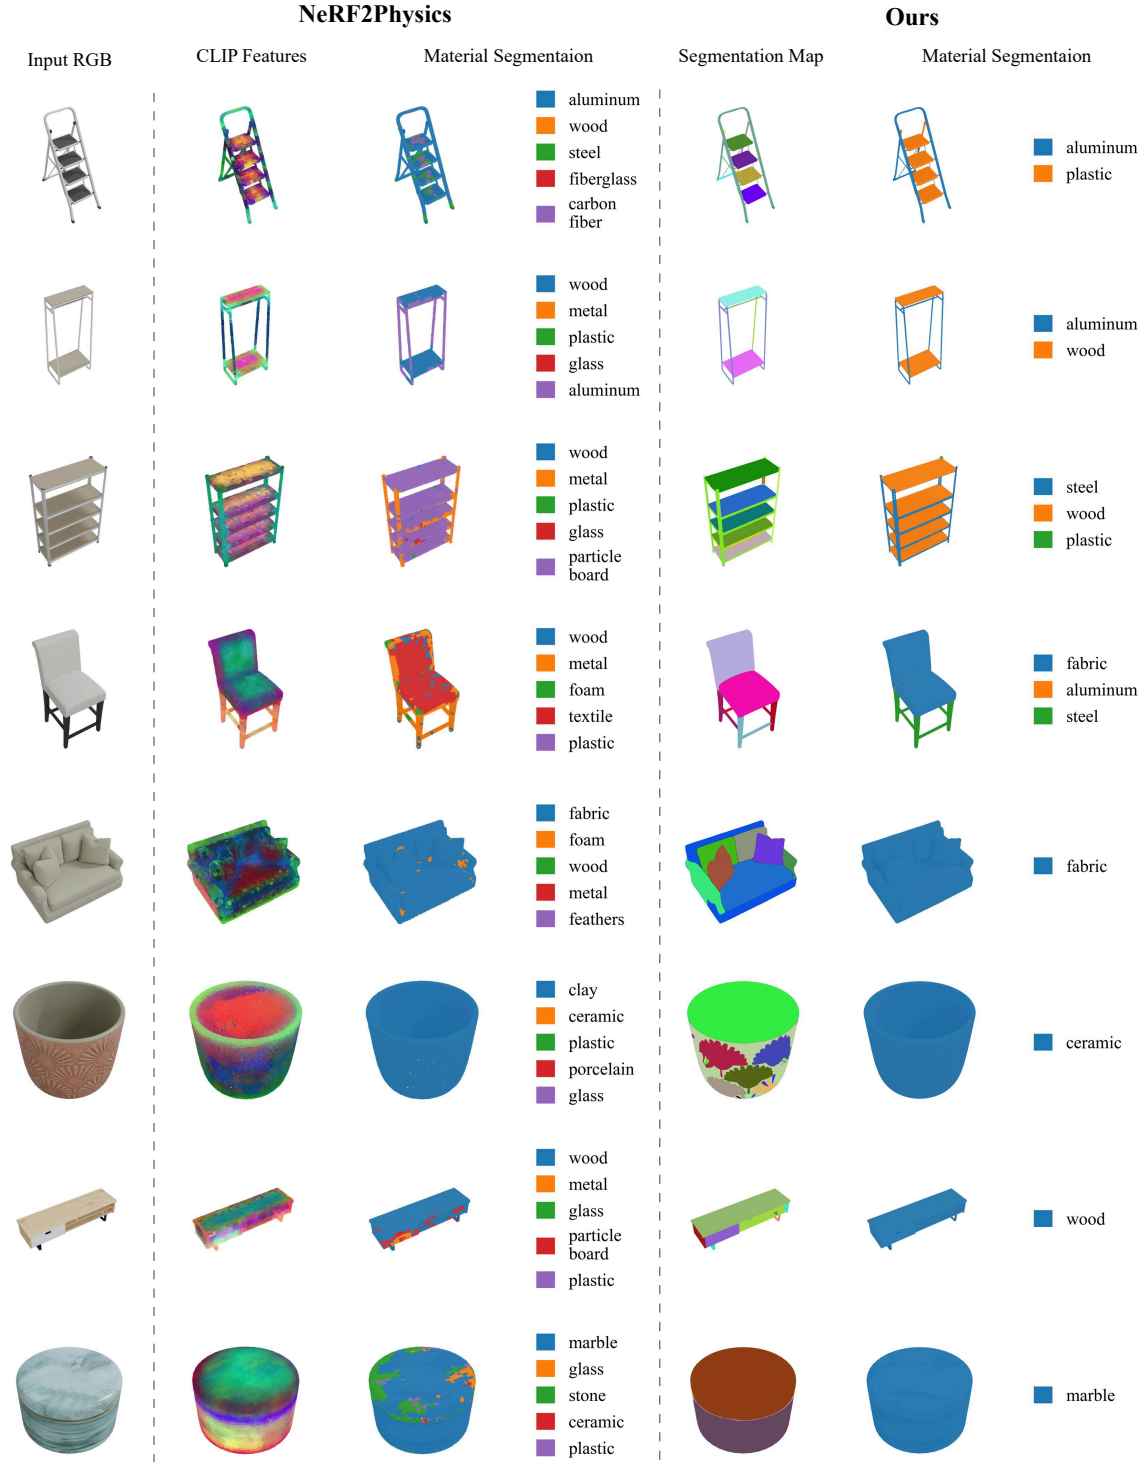 NeRF2Physics
Ours
Input RGB
CLIP Features
Material Segmentaion
Segmentation Map
Material Segmentaion
aluminum
wood
steel
fiberglass
carbon
fiber
aluminum
plastic
wood
metal
plastic
glass
aluminum
aluminum
wood
wood
metal
plastic
glass
particle
board
steel
wood
plastic
wood
metal
foam
textile
plastic
fabric
aluminum
steel
fabric
foam
wood
metal
feathers
fabric
clay
ceramic
plastic
porcelain
glass
ceramic
wood
metal
glass
particle
board
plastic
wood
marble
glass
stone
ceramic
plastic
marble